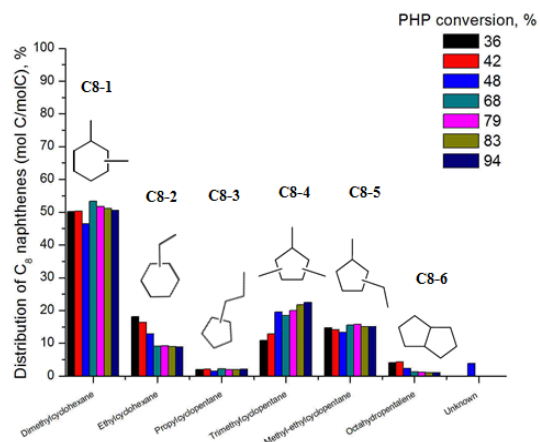 PHP conversion, %
36
42
48
68
79
83
94
Distribution of C8 naphthenes (mol C/molC), %
100
90
80
70
60
50
40
30
20
10
0
C8-1
C8-2
C8-3
C8-4
C8-5
C8-6
Dimethylcyclohexane
Ethylcyclohexane
Propylcyclopentane
Trimethylcyclopentane
Methyl-ethylcyclopentane
Octahydropentalene
Unknown